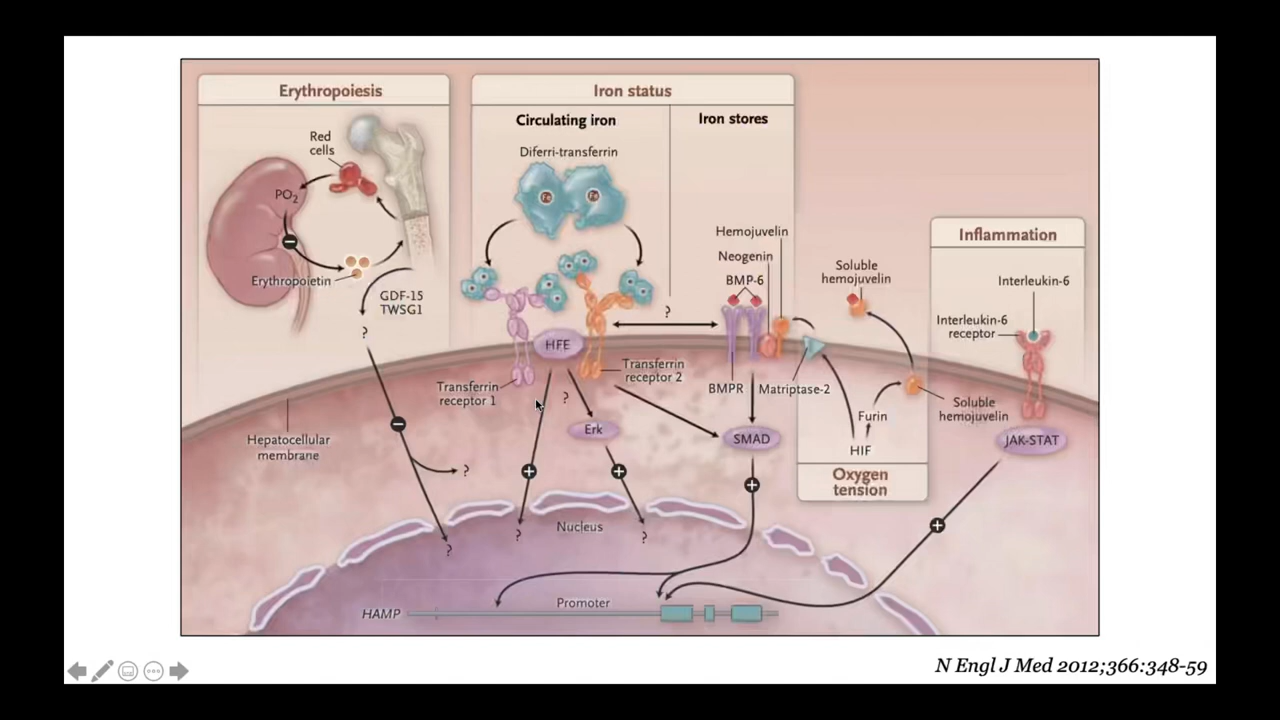 Erythropoiesis
Red
cells
PO2
Erythropoietin
GDF-15
TWSG1
?
Iron status
Circulating iron
Iron stores
Diferri-transferrin
Fe
Fe
Hemojuvelin
Neogenin
BMP-6
?
HFE
Transferrin
receptor 1
Transferrin
receptor 2
?
Erk
BMPR
Matriptase-2
SMAD
Soluble
hemojuvelin
Furin
HIF
Soluble
hemojuvelin
Oxygen
tension
Inflammation
Interleukin-6
Interleukin-6
receptor
JAK-STAT
Hepatocellular
membrane
?
?
?
?
Nucleus
HAMP
Promoter
N Engl J Med 2012;366:348-59